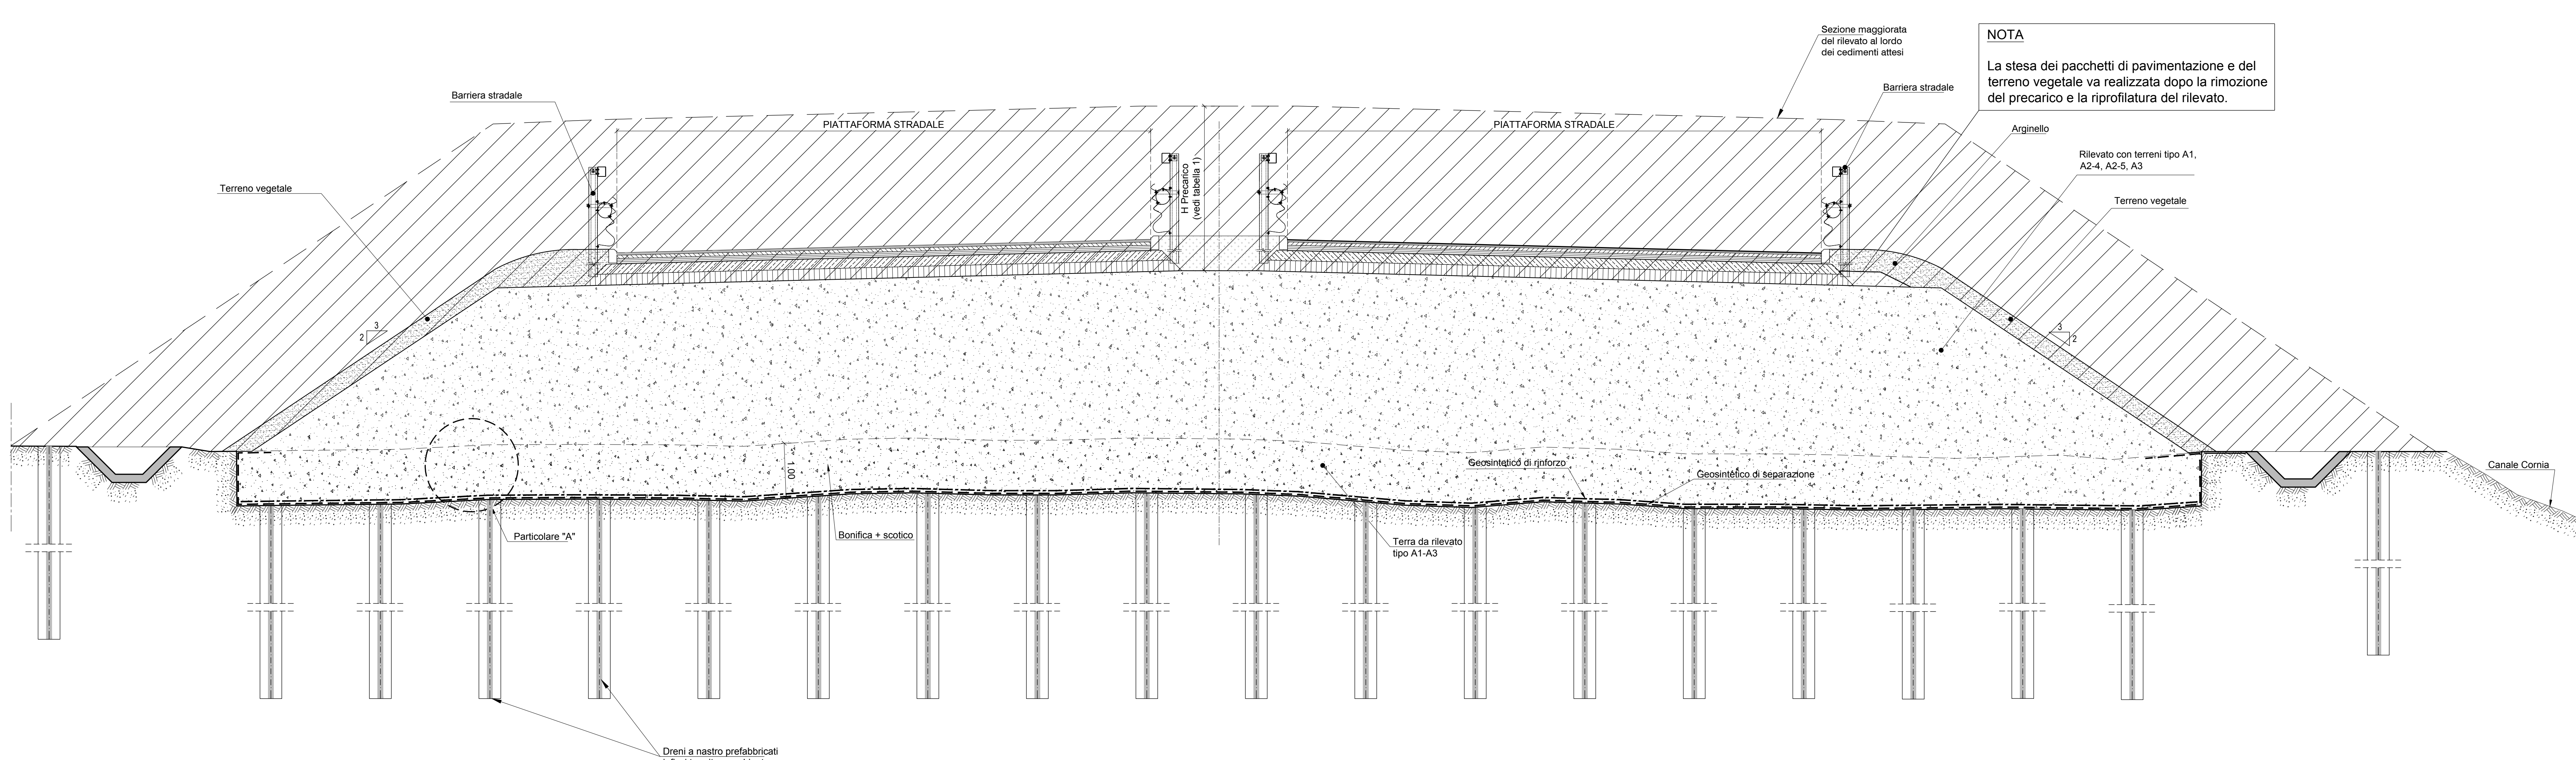 Sezione maggiorata
del rilevato al lordo
dei cedimenti attesi
NOTA
La stesa dei pacchetti di pavimentazione e del
terreno vegetale va realizzata dopo la rimozione
del precarico e la riprofilatura del rilevato.
Barriera stradale
Barriera stradale
PIATTAFORMA STRADALE
PIATTAFORMA STRADALE
Arginello
H Precarico
(vedi tabella 1)
Rilevato con terreni tipo A1,
A2-4, A2-5, A3
Terreno vegetale
Terreno vegetale
3
2
3
2
1.00
Geosintetico di rinforzo
Geosintetico di separazione
Canale Cornia
Particolare "A"
Bonifica + scotico
Terra da rilevato
tipo A1-A3
Dreni a nastro prefabbricati